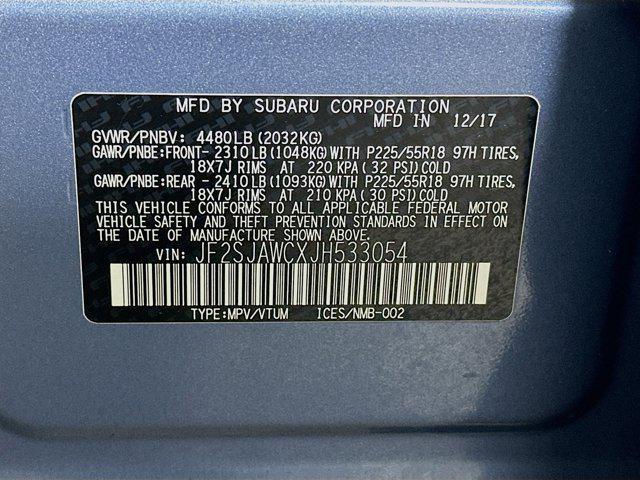 MFD BY SUBARU CORPORATION
MFD IN 12/17
GVWR/PNBV: 4480LB(2032KG)
GAWR/PNBE:FRONT-2310LB(1048KG)WITH P225/55R18 97H TIRES,
18X7J RIMS AT 220 KPA(32 PSI)COLD
GAWR/PNBE:REAR -2410LB(1093KG)WITH P225/55R18 97H TIRES,
18X7J RIMS AT 210 KPA(30 PSI)COLD
THIS VEHICLE CONFORMS TO ALL APPLICABLE FEDERAL MOTOR
VEHICLE SAFETY AND THEFT PREVENTION STANDARDS IN EFFECT ON
THE DATE OF MANUFACTURE SHOWN ABOVE.
VIN: JF2SJAWCXJH533054
TYPE:MPV/VTUM ICES/NMB-002